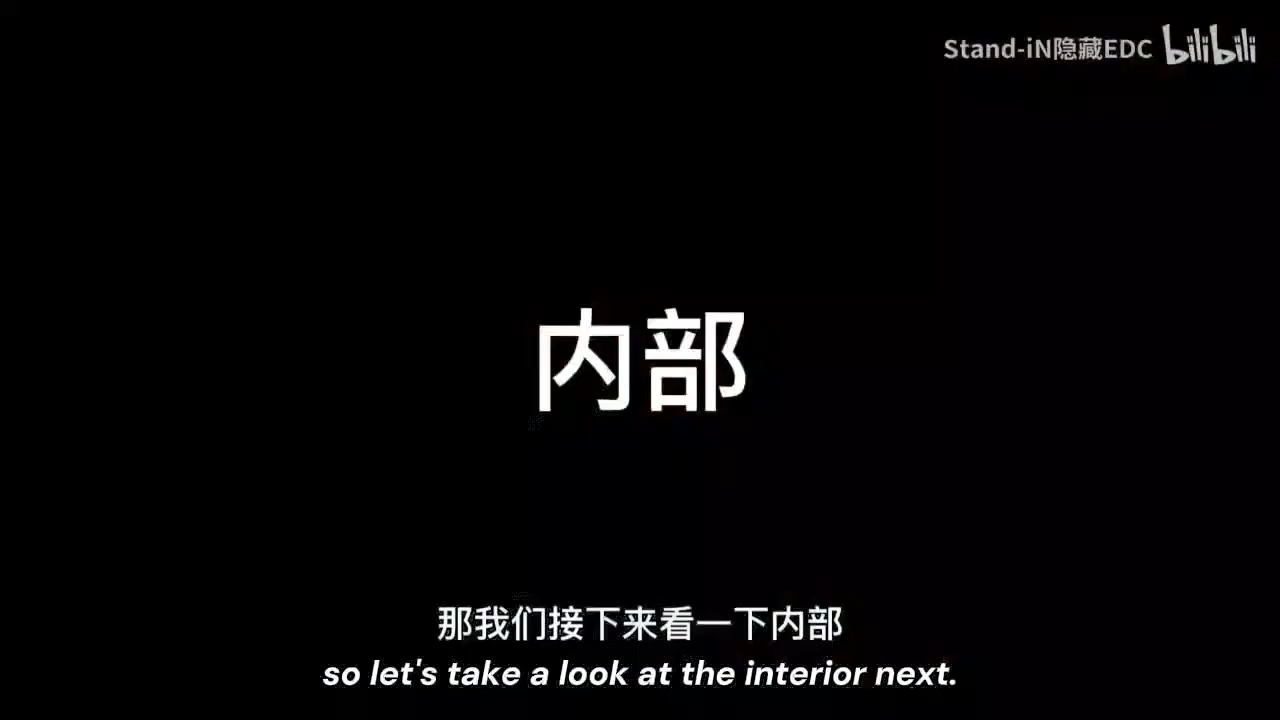 Stand-iN隐藏EDC bilibili
内部
那我们接下来看一下内部
so let's take a look at the interior next.